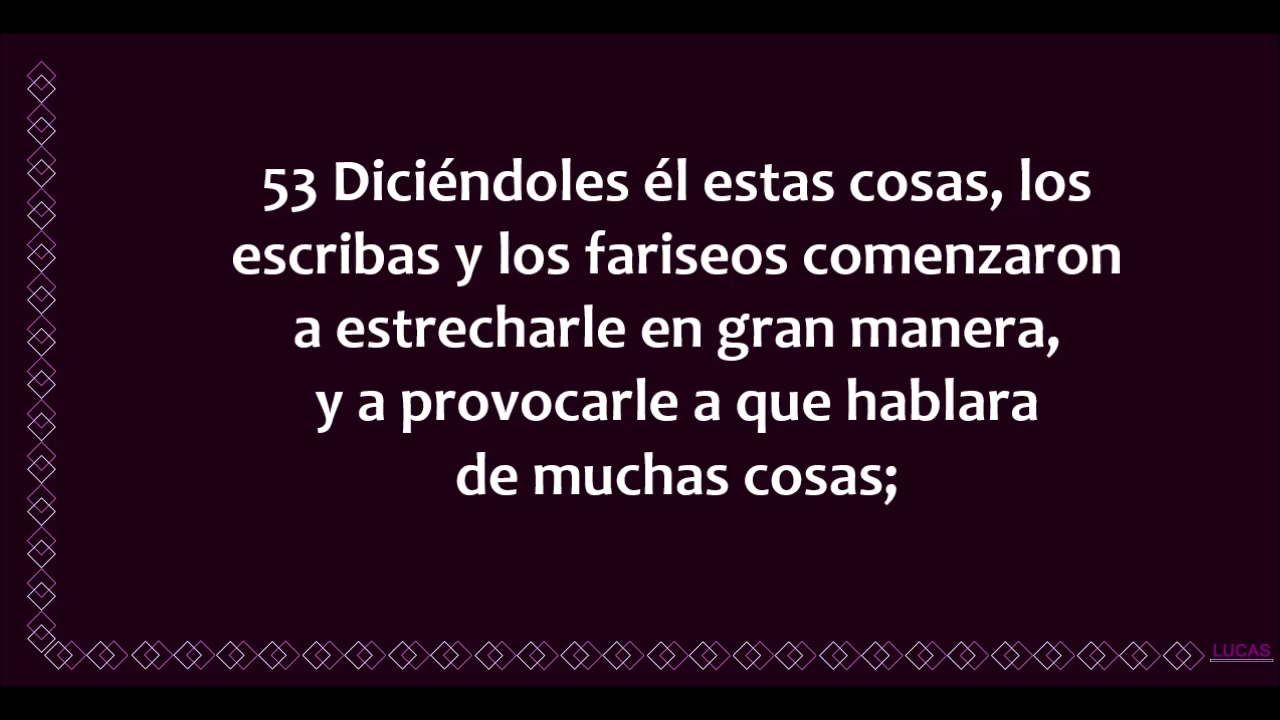 53 Diciéndoles él estas cosas, los
escribas y los fariseos comenzaron
a estrecharle en gran manera,
y a provocarle a que hablara
de muchas cosas;
LUCAS